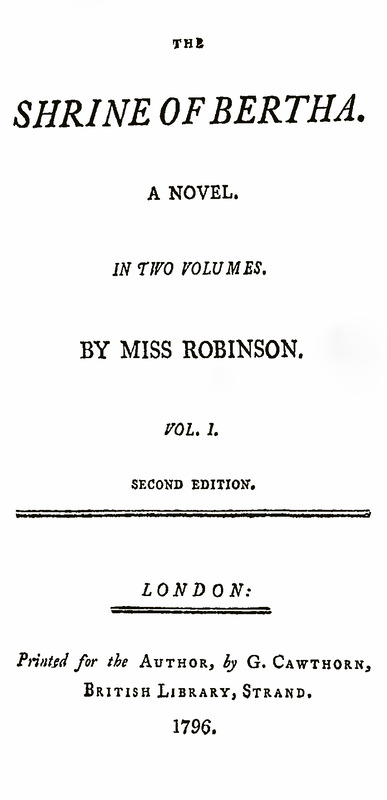 THE
SHRINE OF BERTHA.
A NOVEL.
IN TWO VOLUMES.
BY MISS ROBINSON.
VOL. I.
SECOND EDITION.
LONDON:
Printed for the AUTHOR, by G. CAWTHORN,
BRITISH LIBRARY, STRAND.
1796.